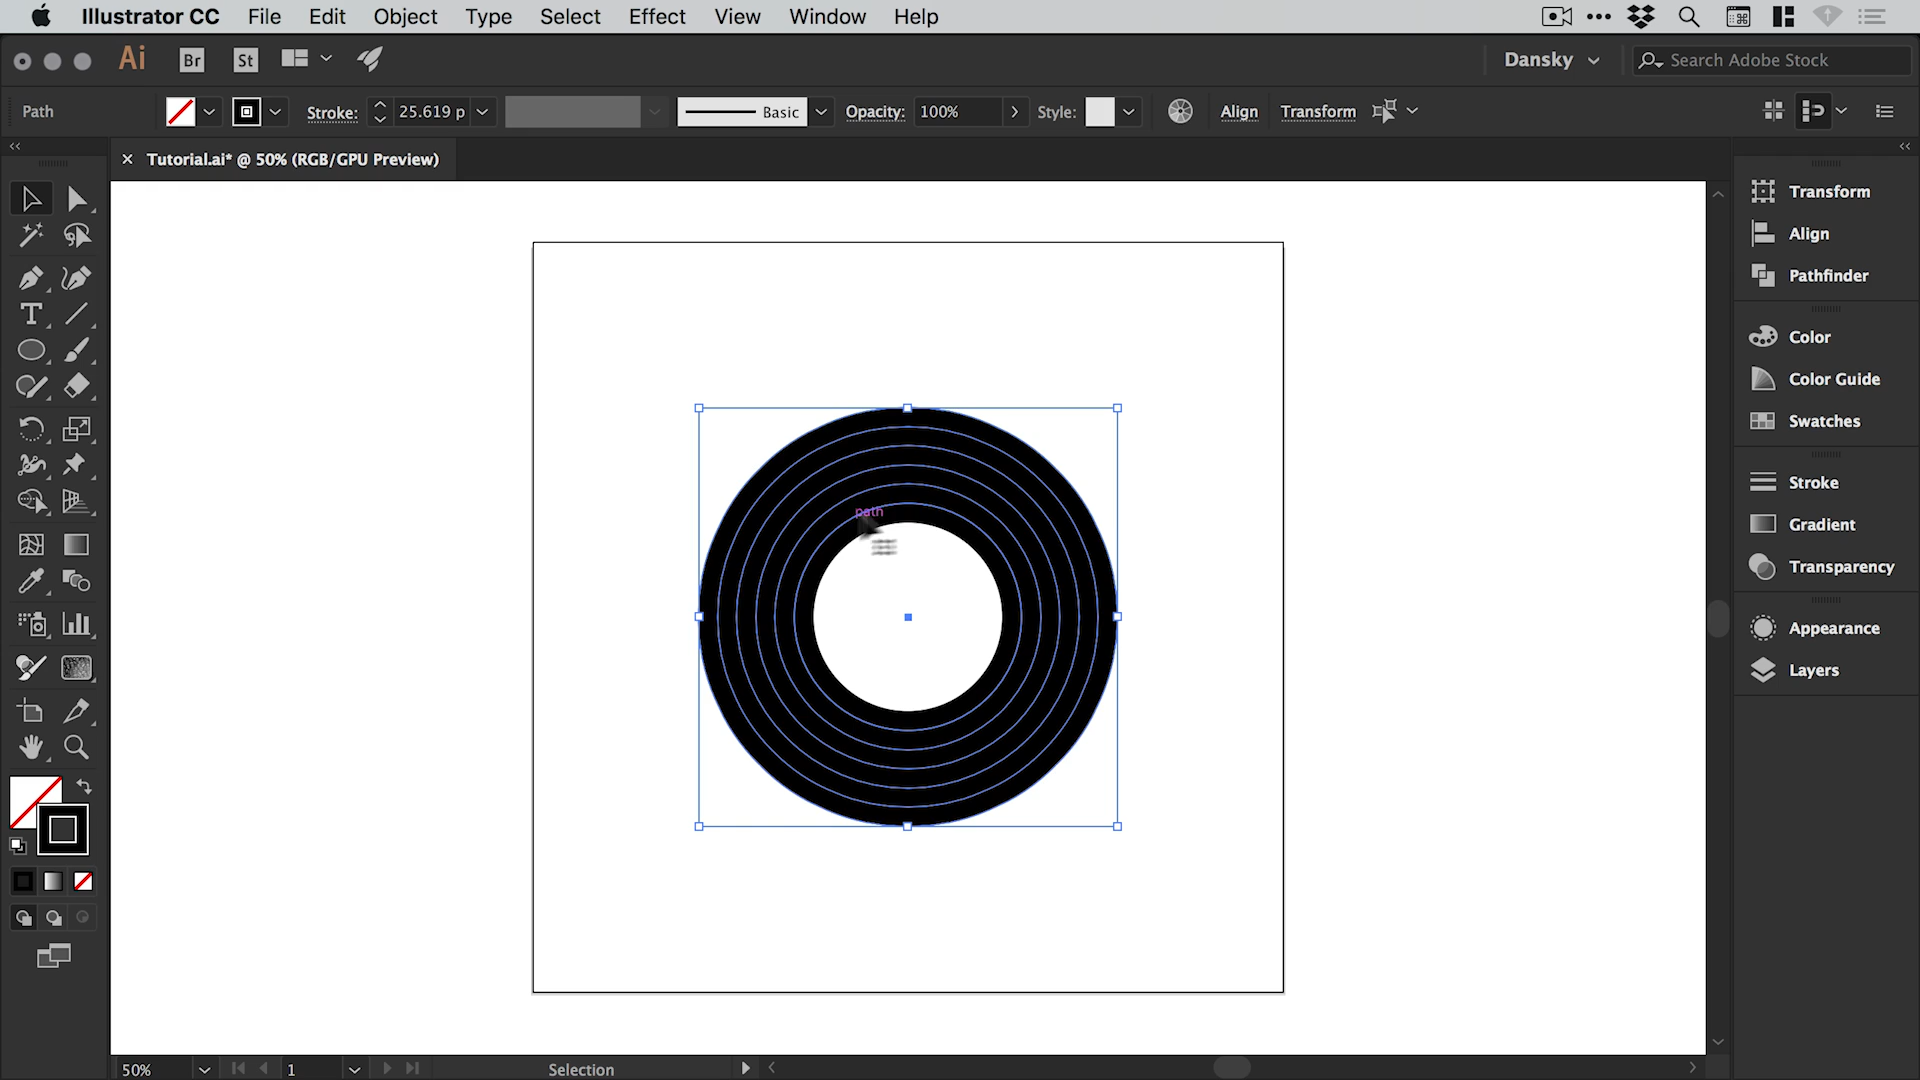 Illustrator CC File Edit Object Type Select Effect View Window Help
Ai Br St Dansky Search Adobe Stock
Path Stroke: 25.619 p Basic Opacity: 100% Style: Align Transform
Tutorial.ai* @ 50% (RGB/GPU Preview)
Transform
Align
Pathfinder
Color
Color Guide
Swatches
Stroke
Gradient
Transparency
Appearance
Layers
path
50% 1 Selection